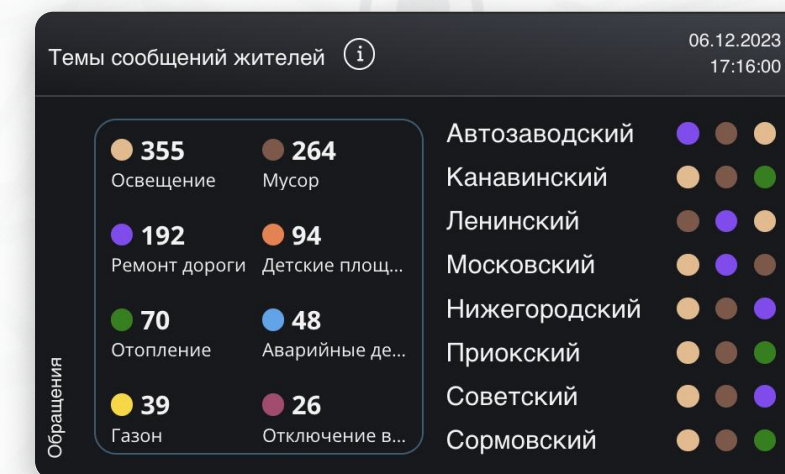 Темы сообщений жителей i
06.12.2023
17:16:00
Обращения
355 264
Освещение Мусор
192 94
Ремонт дороги Детские площ...
70 48
Отопление Аварийные де...
39 26
Газон Отключение в...
Автозаводский
Канавинский
Ленинский
Московский
Нижегородский
Приокский
Советский
Сормовский